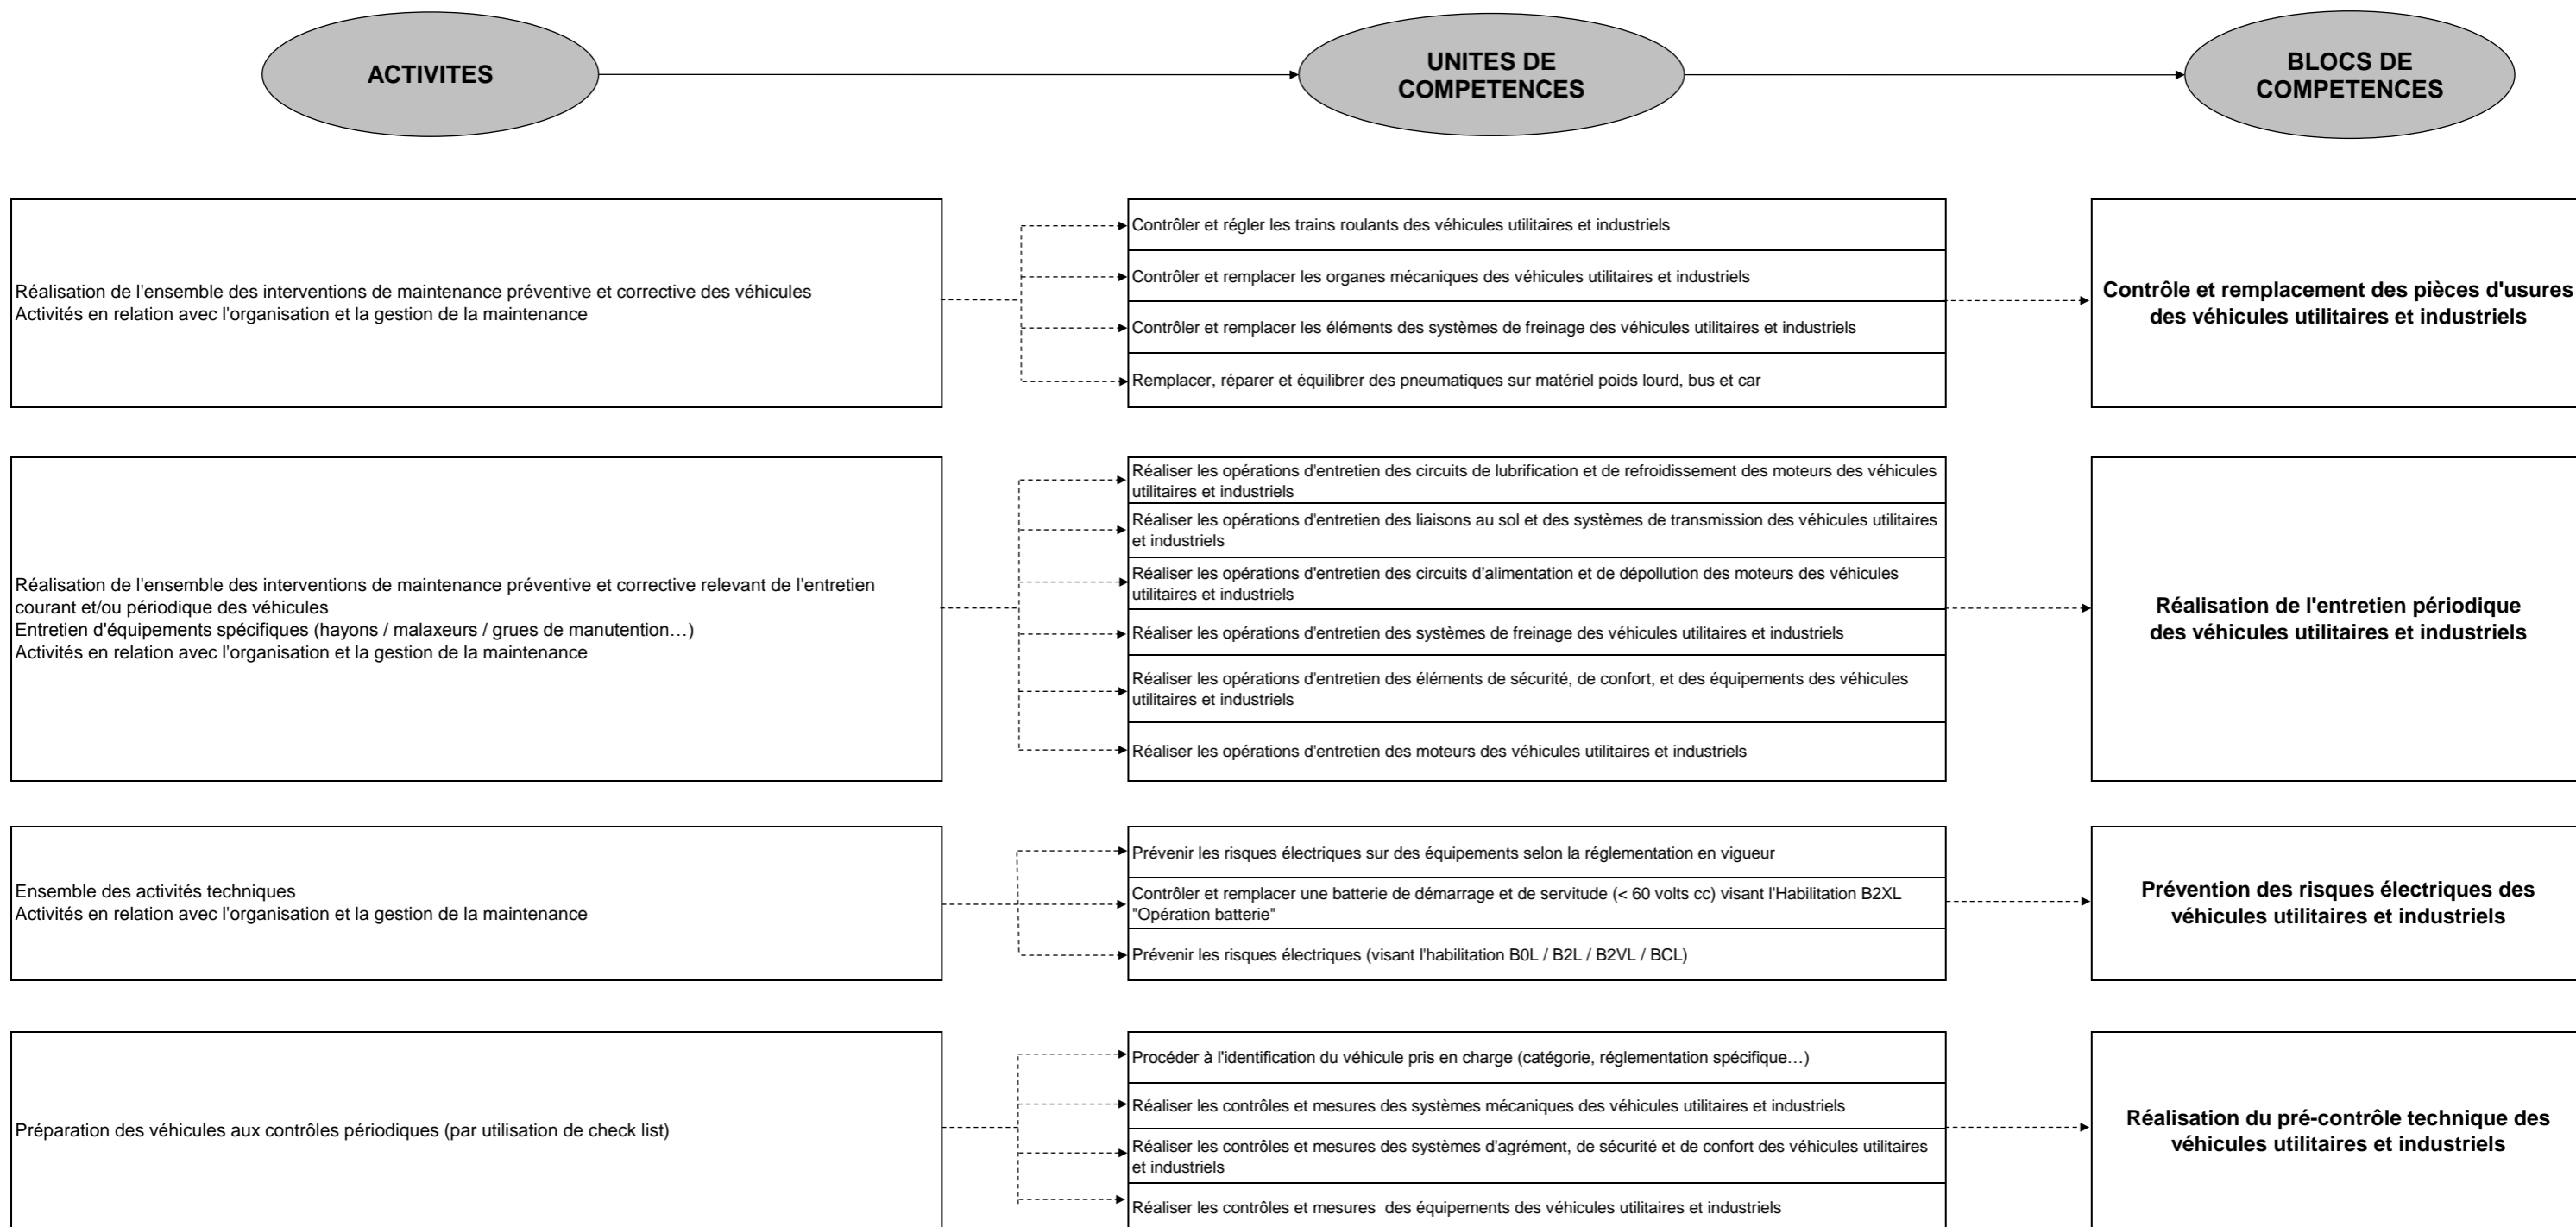 ACTIVITES
UNITES DE
COMPETENCES
BLOCS DE
COMPETENCES
Réalisation de l'ensemble des interventions de maintenance préventive et corrective des véhicules
Activités en relation avec l'organisation et la gestion de la maintenance
Contrôler et régler les trains roulants des véhicules utilitaires et industriels
Contrôler et remplacer les organes mécaniques des véhicules utilitaires et industriels
Contrôler et remplacer les éléments des systèmes de freinage des véhicules utilitaires et industriels
Remplacer, réparer et équilibrer des pneumatiques sur matériel poids lourd, bus et car
Contrôle et remplacement des pièces d'usures
des véhicules utilitaires et industriels
Réalisation de l'ensemble des interventions de maintenance préventive et corrective relevant de l'entretien
courant et/ou périodique des véhicules
Entretien d'équipements spécifiques (hayons / malaxeurs / grues de manutention…)
Activités en relation avec l'organisation et la gestion de la maintenance
Réaliser les opérations d'entretien des circuits de lubrification et de refroidissement des moteurs des véhicules
utilitaires et industriels
Réaliser les opérations d'entretien des liaisons au sol et des systèmes de transmission des véhicules utilitaires
et industriels
Réaliser les opérations d'entretien des circuits d’alimentation et de dépollution des moteurs des véhicules
utilitaires et industriels
Réaliser les opérations d'entretien des systèmes de freinage des véhicules utilitaires et industriels
Réaliser les opérations d'entretien des éléments de sécurité, de confort, et des équipements des véhicules
utilitaires et industriels
Réaliser les opérations d'entretien des moteurs des véhicules utilitaires et industriels
Réalisation de l'entretien périodique
des véhicules utilitaires et industriels
Ensemble des activités techniques
Activités en relation avec l'organisation et la gestion de la maintenance
Prévenir les risques électriques sur des équipements selon la réglementation en vigueur
Contrôler et remplacer une batterie de démarrage et de servitude (< 60 volts cc) visant l'Habilitation B2XL
"Opération batterie"
Prévenir les risques électriques (visant l'habilitation B0L / B2L / B2VL / BCL)
Prévention des risques électriques des
véhicules utilitaires et industriels
Préparation des véhicules aux contrôles périodiques (par utilisation de check list)
Procéder à l'identification du véhicule pris en charge (catégorie, réglementation spécifique…)
Réaliser les contrôles et mesures des systèmes mécaniques des véhicules utilitaires et industriels
Réaliser les contrôles et mesures des systèmes d'agrément, de sécurité et de confort des véhicules utilitaires
et industriels
Réaliser les contrôles et mesures  des équipements des véhicules utilitaires et industriels
Réalisation du pré-contrôle technique des
véhicules utilitaires et industriels